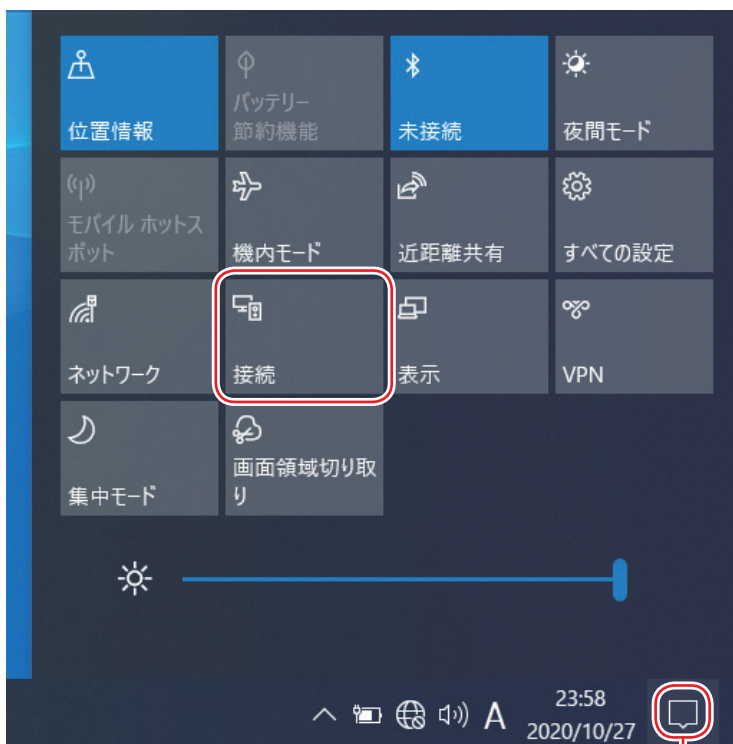 位置情報
バッテリー
節約機能
未接続
夜間モード
モバイル ホットス
ポット
機内モード
近距離共有
すべての設定
ネットワーク
接続
表示
VPN
集中モード
画面領域切り取
り
A
23:58
2020/10/27